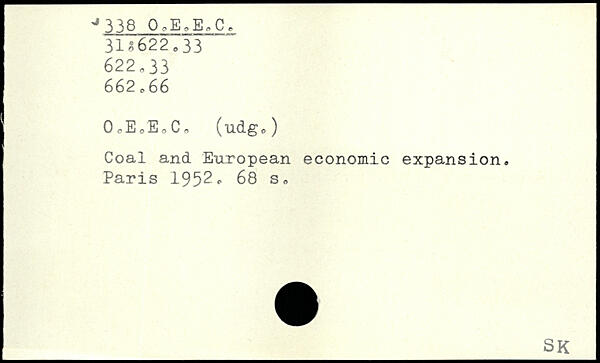 338 O.E.E.C.
31:622.33
622.33
662.66
O.E.E.C. (udg.)
Coal and European economic expansion.
Paris 1952. 68 s.
SK